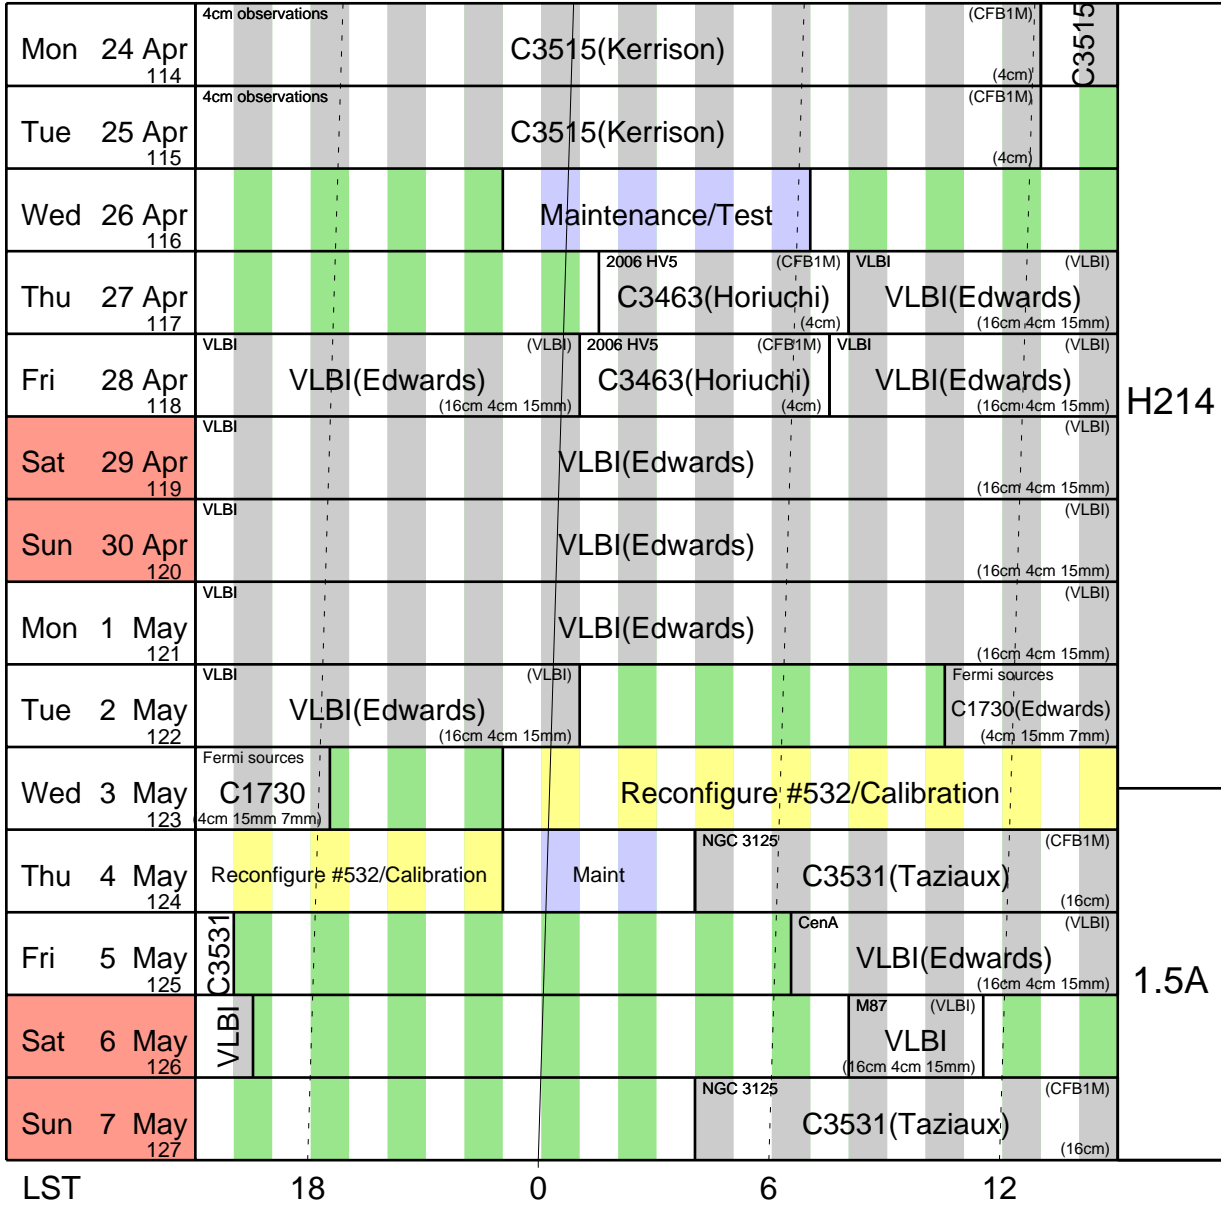 4cm observations (CFB1M)
Mon 24 Apr C3515(Kerrison) C3515
114 (4cm)
4cm observations (CFB1M)
Tue 25 Apr C3515(Kerrison)
115 (4cm)
Wed 26 Apr Maintenance/Test
116
2006 HV5 (CFB1M) VLBI (VLBI)
Thu 27 Apr C3463(Horiuchi) VLBI(Edwards)
117 (4cm) (16cm 4cm 15mm)
VLBI (VLBI) 2006 HV5 (CFB1M) VLBI (VLBI)
Fri 28 Apr VLBI(Edwards) C3463(Horiuchi) VLBI(Edwards)
118 (16cm 4cm 15mm) (4cm) (16cm 4cm 15mm)
H214
VLBI (VLBI)
Sat 29 Apr VLBI(Edwards)
119 (16cm 4cm 15mm)
VLBI (VLBI)
Sun 30 Apr VLBI(Edwards)
120 (16cm 4cm 15mm)
VLBI (VLBI)
Mon 1 May VLBI(Edwards)
121 (16cm 4cm 15mm)
VLBI (VLBI) Fermi sources
Tue 2 May VLBI(Edwards) C1730(Edwards)
122 (16cm 4cm 15mm) (4cm 15mm 7mm)
Fermi sources
Wed 3 May C1730 Reconfigure #532/Calibration
123 (4cm 15mm 7mm)
NGC 3125 (CFB1M)
Thu 4 May Reconfigure #532/Calibration Maint C3531(Taziaux)
124 (16cm)
CenA (VLBI)
Fri 5 May C3531 VLBI(Edwards)
125 (16cm 4cm 15mm)
1.5A
M87 (VLBI)
Sat 6 May VLBI VLBI
126 (16cm 4cm 15mm)
NGC 3125 (CFB1M)
Sun 7 May C3531(Taziaux)
127 (16cm)
LST 18 0 6 12